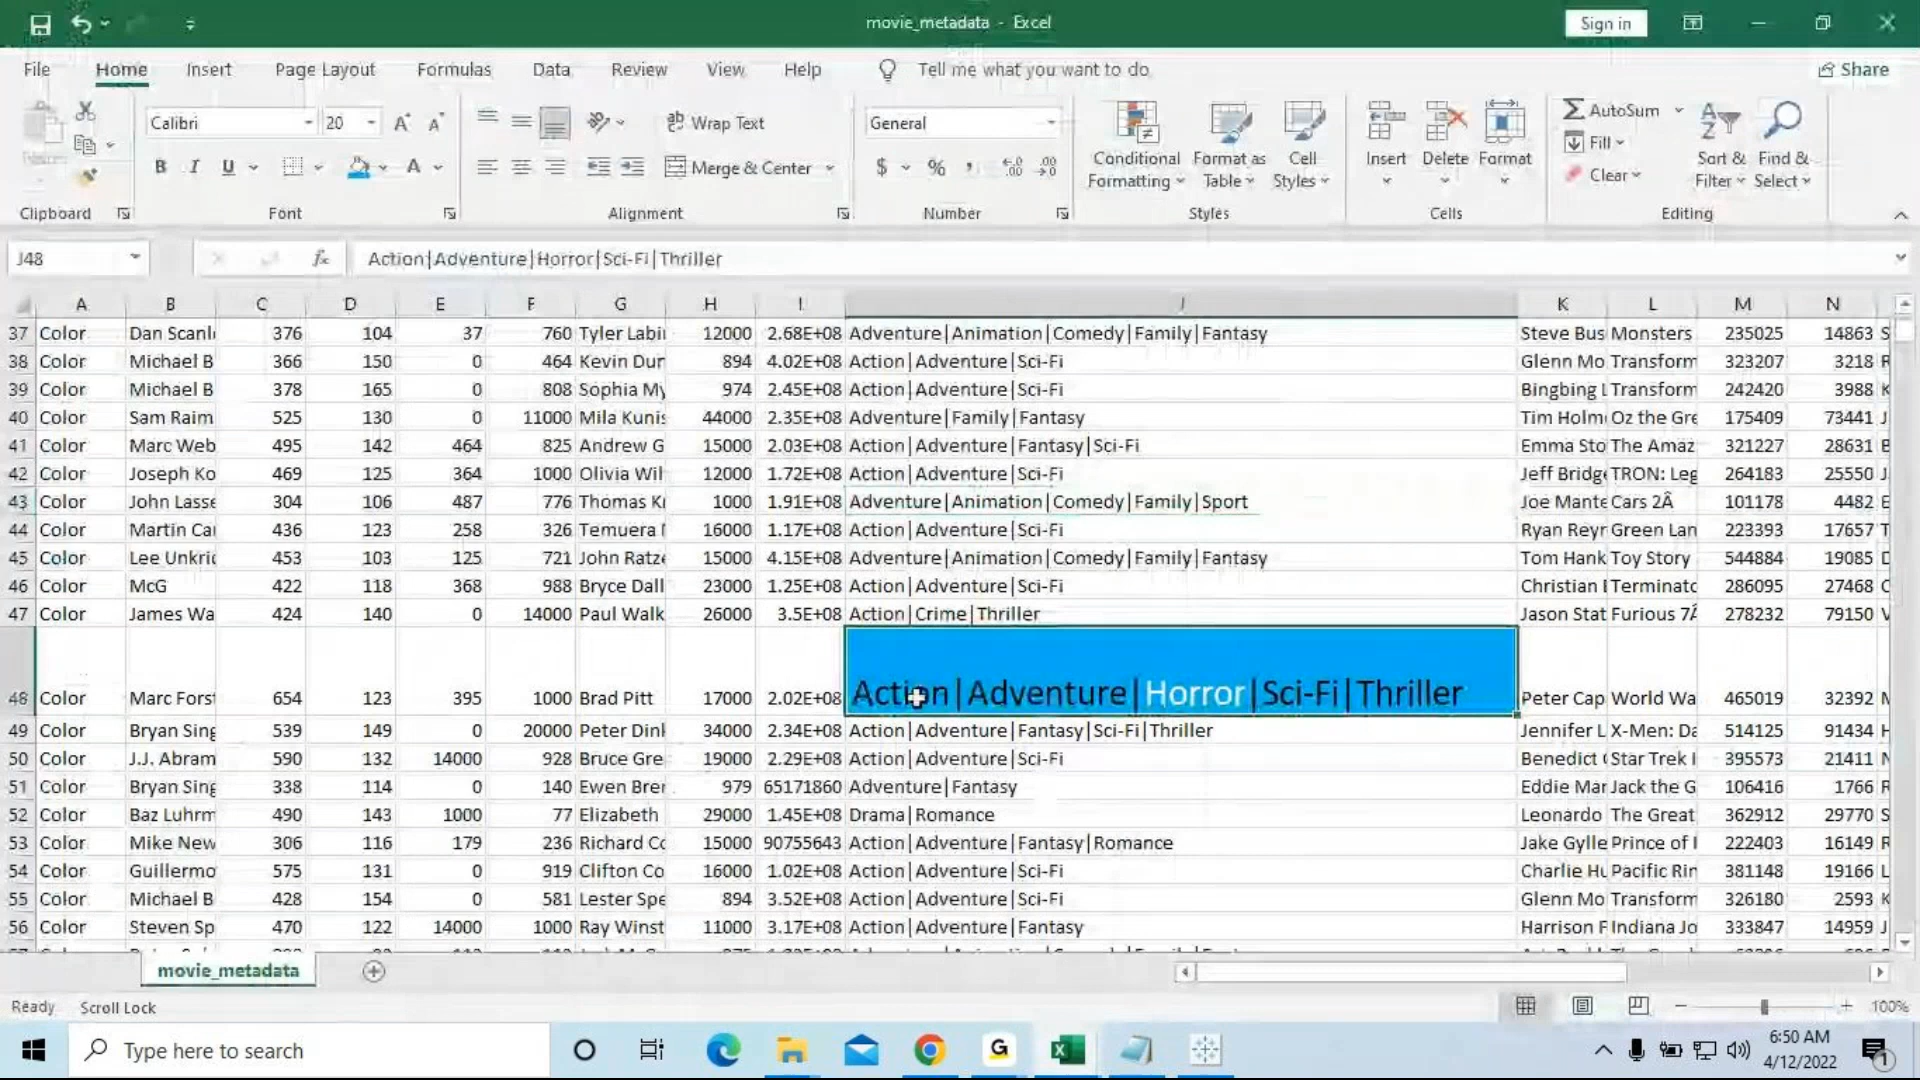 movie_metadata - Excel
Sign in
File Home Insert Page Layout Formulas Data Review View Help Tell me what you want to do Share
Calibri 20 Wrap Text General AutoSum
Fill
B I U Merge & Center $ % Conditional Formatting Format as Table Cell Styles Insert Delete Format Clear Sort & Filter Find & Select
Clipboard Font Alignment Number Styles Cells Editing
J48 fx Action|Adventure|Horror|Sci-Fi|Thriller
A B C D E F G H I J K L M N
37 Color Dan Scanl 376 104 37 760 Tyler Labi 12000 2.68E+08 Adventure|Animation|Comedy|Family|Fantasy Steve Bus Monsters 235025 14863 S
38 Color Michael B 366 150 0 464 Kevin Dun 894 4.02E+08 Action|Adventure|Sci-Fi Glenn Mo Transform 323207 3218 R
39 Color Michael B 378 165 0 808 Sophia My 974 2.45E+08 Action|Adventure|Sci-Fi Bingbing L Transform 242420 3988 K
40 Color Sam Raim 525 130 0 11000 Mila Kunis 44000 2.35E+08 Adventure|Family|Fantasy Tim Holm Oz the Gre 175409 73441 J
41 Color Marc Web 495 142 464 825 Andrew G 15000 2.03E+08 Action|Adventure|Fantasy|Sci-Fi Emma Sto The Amaz 321227 28631 E
42 Color Joseph Ko 469 125 364 1000 Olivia Wil 12000 1.72E+08 Action|Adventure|Sci-Fi Jeff Bridge TRON: Leg 264183 25550 J
43 Color John Lasse 304 106 487 776 Thomas K 1000 1.91E+08 Adventure|Animation|Comedy|Family|Sport Joe Mante Cars 2Â 101178 4482 E
44 Color Martin Ca 436 123 258 326 Temuera 16000 1.17E+08 Action|Adventure|Sci-Fi Ryan Reyn Green Lan 223393 17657 T
45 Color Lee Unkri 453 103 125 721 John Ratze 15000 4.15E+08 Adventure|Animation|Comedy|Family|Fantasy Tom Hank Toy Story 544884 19085 D
46 Color McG 422 118 368 988 Bryce Dall 23000 1.25E+08 Action|Adventure|Sci-Fi Christian Terminato 286095 27468 C
47 Color James Wa 424 140 0 14000 Paul Walk 26000 3.5E+08 Action|Crime|Thriller Jason Stat Furious 7Â 278232 79150 V
48 Color Marc Forst 654 123 395 1000 Brad Pitt 17000 2.02E+08 Action|Adventure|Horror|Sci-Fi|Thriller Peter Cap World Wa 465019 32392 M
49 Color Bryan Sing 539 149 0 20000 Peter Dink 34000 2.34E+08 Action|Adventure|Fantasy|Sci-Fi|Thriller Jennifer L X-Men: Da 514125 91434 H
50 Color J.J. Abram 590 132 14000 928 Bruce Gre 19000 2.29E+08 Action|Adventure|Sci-Fi Benedict Star Trek I 395573 21411 N
51 Color Bryan Sing 338 114 0 140 Ewen Brer 979 65171860 Adventure|Fantasy Eddie Mar Jack the G 106416 1766 R
52 Color Baz Luhrm 490 143 1000 77 Elizabeth 29000 1.45E+08 Drama|Romance Leonardo The Great 362912 29770 S
53 Color Mike New 306 116 179 236 Richard Co 15000 90755643 Action|Adventure|Fantasy|Romance Jake Gylle Prince of 222403 16149 R
54 Color Guillermo 575 131 0 919 Clifton Co 16000 1.02E+08 Action|Adventure|Sci-Fi Charlie Hu Pacific Rin 381148 19166 L
55 Color Michael B 428 154 0 581 Lester Spe 894 3.52E+08 Action|Adventure|Sci-Fi Glenn Mo Transform 326180 2593 K
56 Color Steven Sp 470 122 14000 1000 Ray Winst 11000 3.17E+08 Action|Adventure|Fantasy Harrison F Indiana Jo 333847 14959 J
movie_metadata
Ready Scroll Lock 100%
Type here to search G 6:50 AM
4/12/2022 1